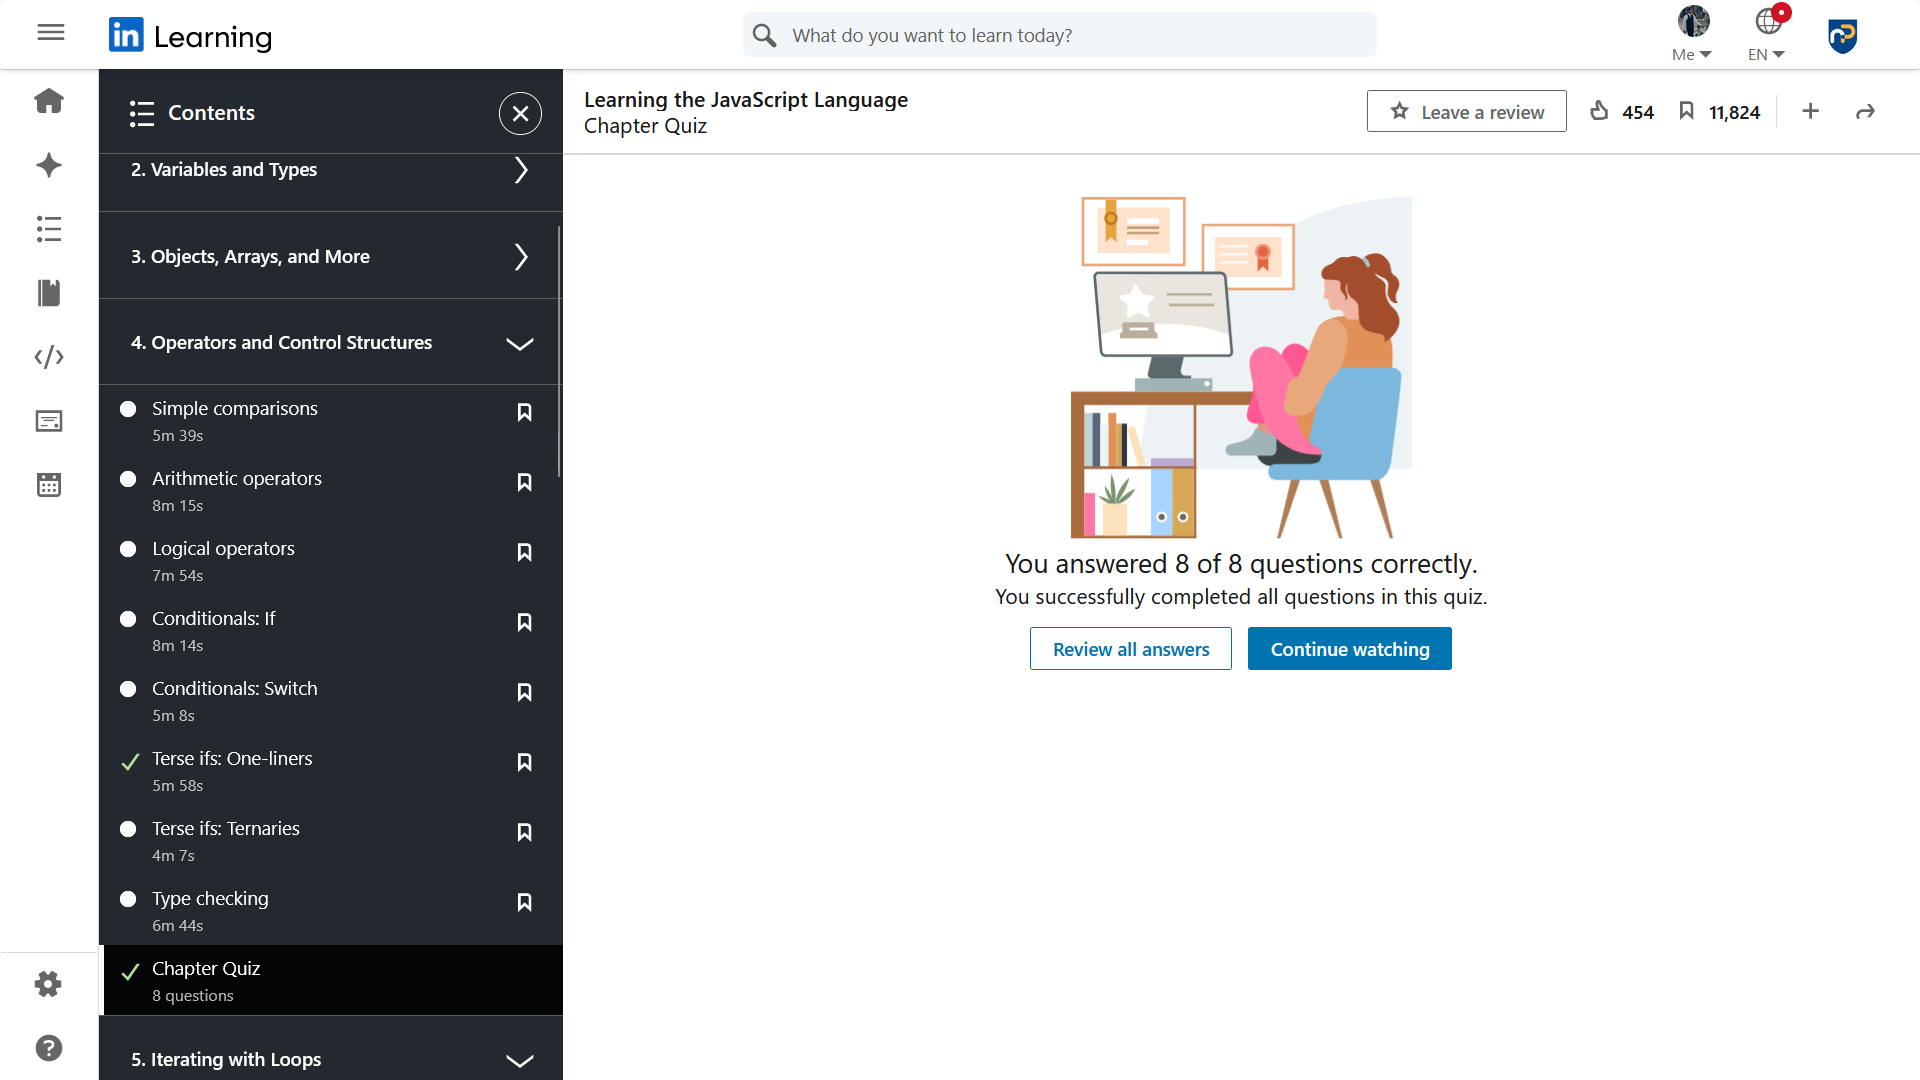 in Learning
What do you want to learn today?
Me
EN
Contents
2. Variables and Types
3. Objects, Arrays, and More
4. Operators and Control Structures
Simple comparisons
5m 39s
Arithmetic operators
8m 15s
Logical operators
7m 54s
Conditionals: If
8m 14s
Conditionals: Switch
5m 8s
Terse ifs: One-liners
5m 58s
Terse ifs: Ternaries
4m 7s
Type checking
6m 44s
Chapter Quiz
8 questions
5. Iterating with Loops
Learning the JavaScript Language
Chapter Quiz
Leave a review
454
11,824
You answered 8 of 8 questions correctly.
You successfully completed all questions in this quiz.
Review all answers
Continue watching